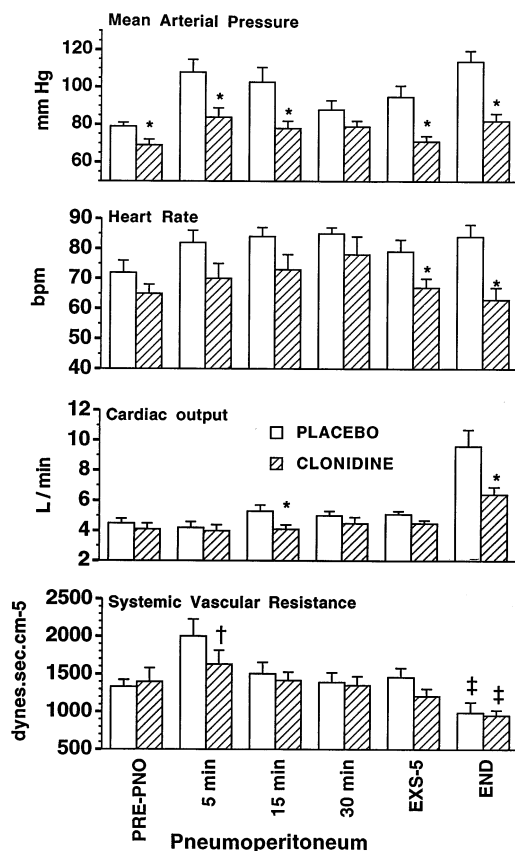 Mean Arterial Pressure
120
100
80
60
mm Hg
*
*
*
*
*
Heart Rate
90
80
70
60
50
40
bpm
*
*
Cardiac output
12
10
8
6
4
2
L/min
PLACEBO
CLONIDINE
*
*
Systemic Vascular Resistance
2500
2000
1500
1000
500
dynes.sec.cm-5
†
‡
‡
PRE-PNO
5 min
15 min
30 min
EXS-5
END
Pneumoperitoneum